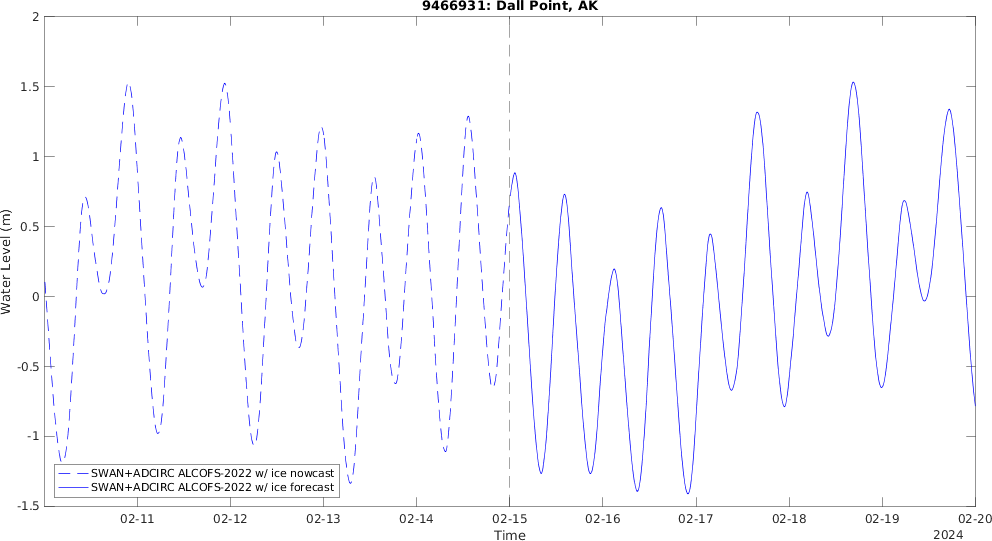 9466931: Dall Point, AK
2
1.5
1
0.5
0
-0.5
-1
-1.5
Water Level (m)
SWAN+ADCIRC ALCOFS-2022 w/ ice nowcast
SWAN+ADCIRC ALCOFS-2022 w/ ice forecast
02-11 02-12 02-13 02-14 02-15 02-16 02-17 02-18 02-19 02-20
Time
2024